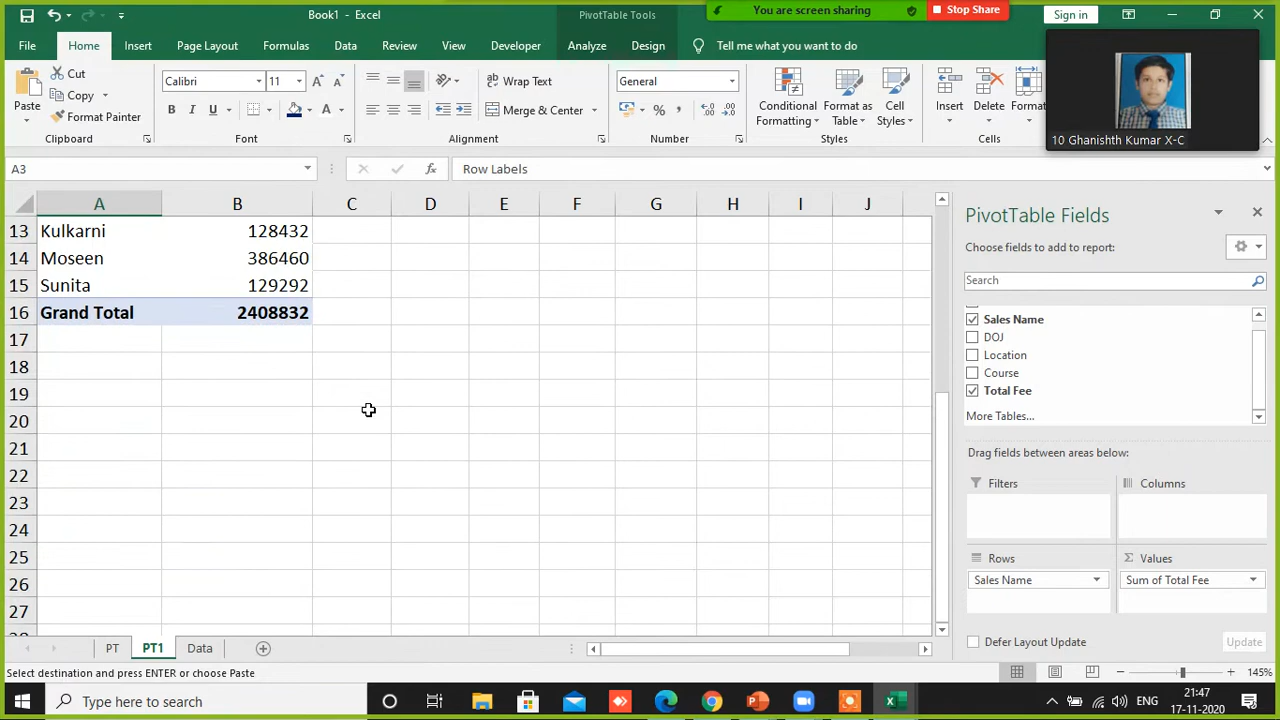 Book1 - Excel
PivotTable Tools
You are screen sharing
Stop Share
Sign in
File
Home
Insert
Page Layout
Formulas
Data
Review
View
Developer
Analyze
Design
Tell me what you want to do
Paste
Cut
Copy
Format Painter
Clipboard
Calibri
11
B
I
U
A
Font
Wrap Text
Merge & Center
Alignment
General
%
Number
Conditional Formatting
Format as Table
Cell Styles
Styles
Insert
Delete
Format
Cells
10 Ghanishth Kumar X-C
A3
fx
Row Labels
A B C D E F G H I J
13 Kulkarni 128432
14 Moseen 386460
15 Sunita 129292
16 Grand Total 2408832
17
18
19
20
21
22
23
24
25
26
27
PivotTable Fields
Choose fields to add to report:
Search
Sales Name
DOJ
Location
Course
Total Fee
More Tables...
Drag fields between areas below:
Filters
Columns
Rows
Values
Sales Name
Sum of Total Fee
Defer Layout Update
Update
PT
PT1
Data
Select destination and press ENTER or choose Paste
145%
Type here to search
ENG
21:47
17-11-2020